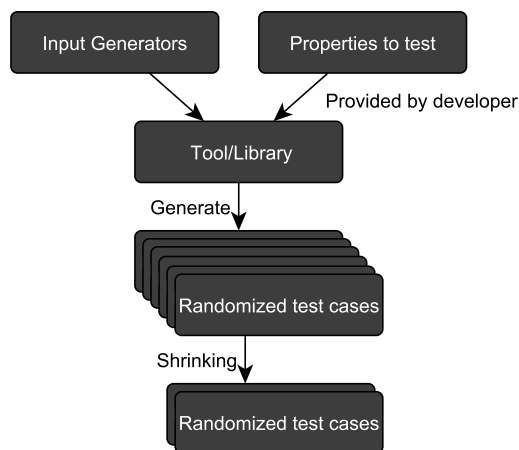 Input Generators
Properties to test
Provided by developer
Tool/Library
Generate
Randomized test cases
Shrinking
Randomized test cases